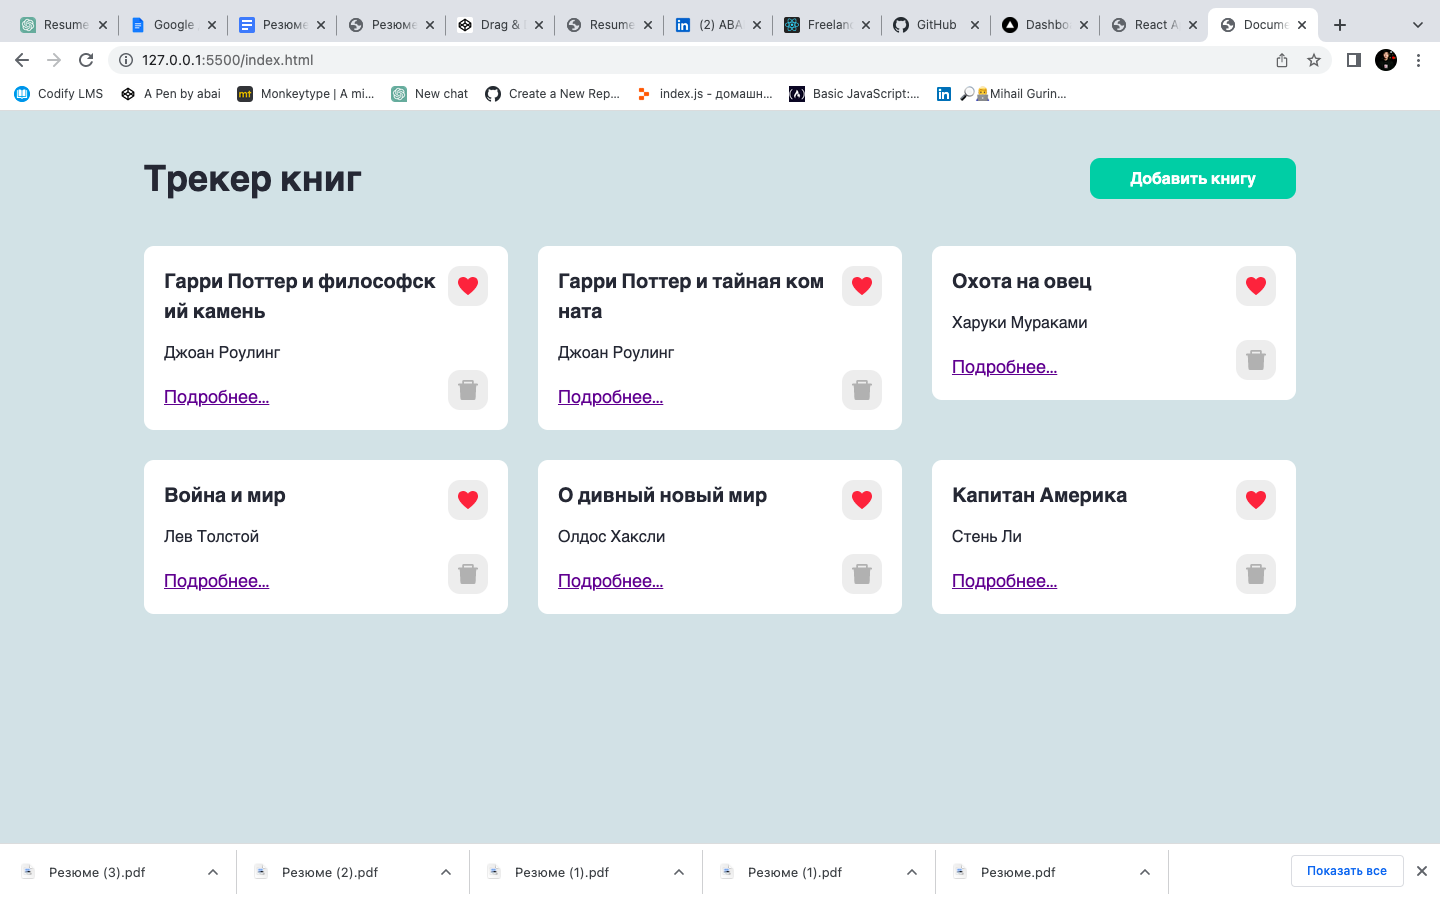 Resume
Google
Резюме
Резюме
Drag &
Resume
(2) ABA
Freelanc
GitHub
Dashbo
React A
Docume
127.0.0.1:5500/index.html
Codify LMS
A Pen by abai
Monkeytype | A mi...
New chat
Create a New Rep...
index.js - домашн...
Basic JavaScript:...
Mihail Gurin...
Трекер книг
Добавить книгу
Гарри Поттер и философск
ий камень
Джоан Роулинг
Подробнее...
Гарри Поттер и тайная ком
ната
Джоан Роулинг
Подробнее...
Охота на овец
Харуки Мураками
Подробнее...
Война и мир
Лев Толстой
Подробнее...
О дивный новый мир
Олдос Хаксли
Подробнее...
Капитан Америка
Стень Ли
Подробнее...
Резюме (3).pdf
Резюме (2).pdf
Резюме (1).pdf
Резюме (1).pdf
Резюме.pdf
Показать все